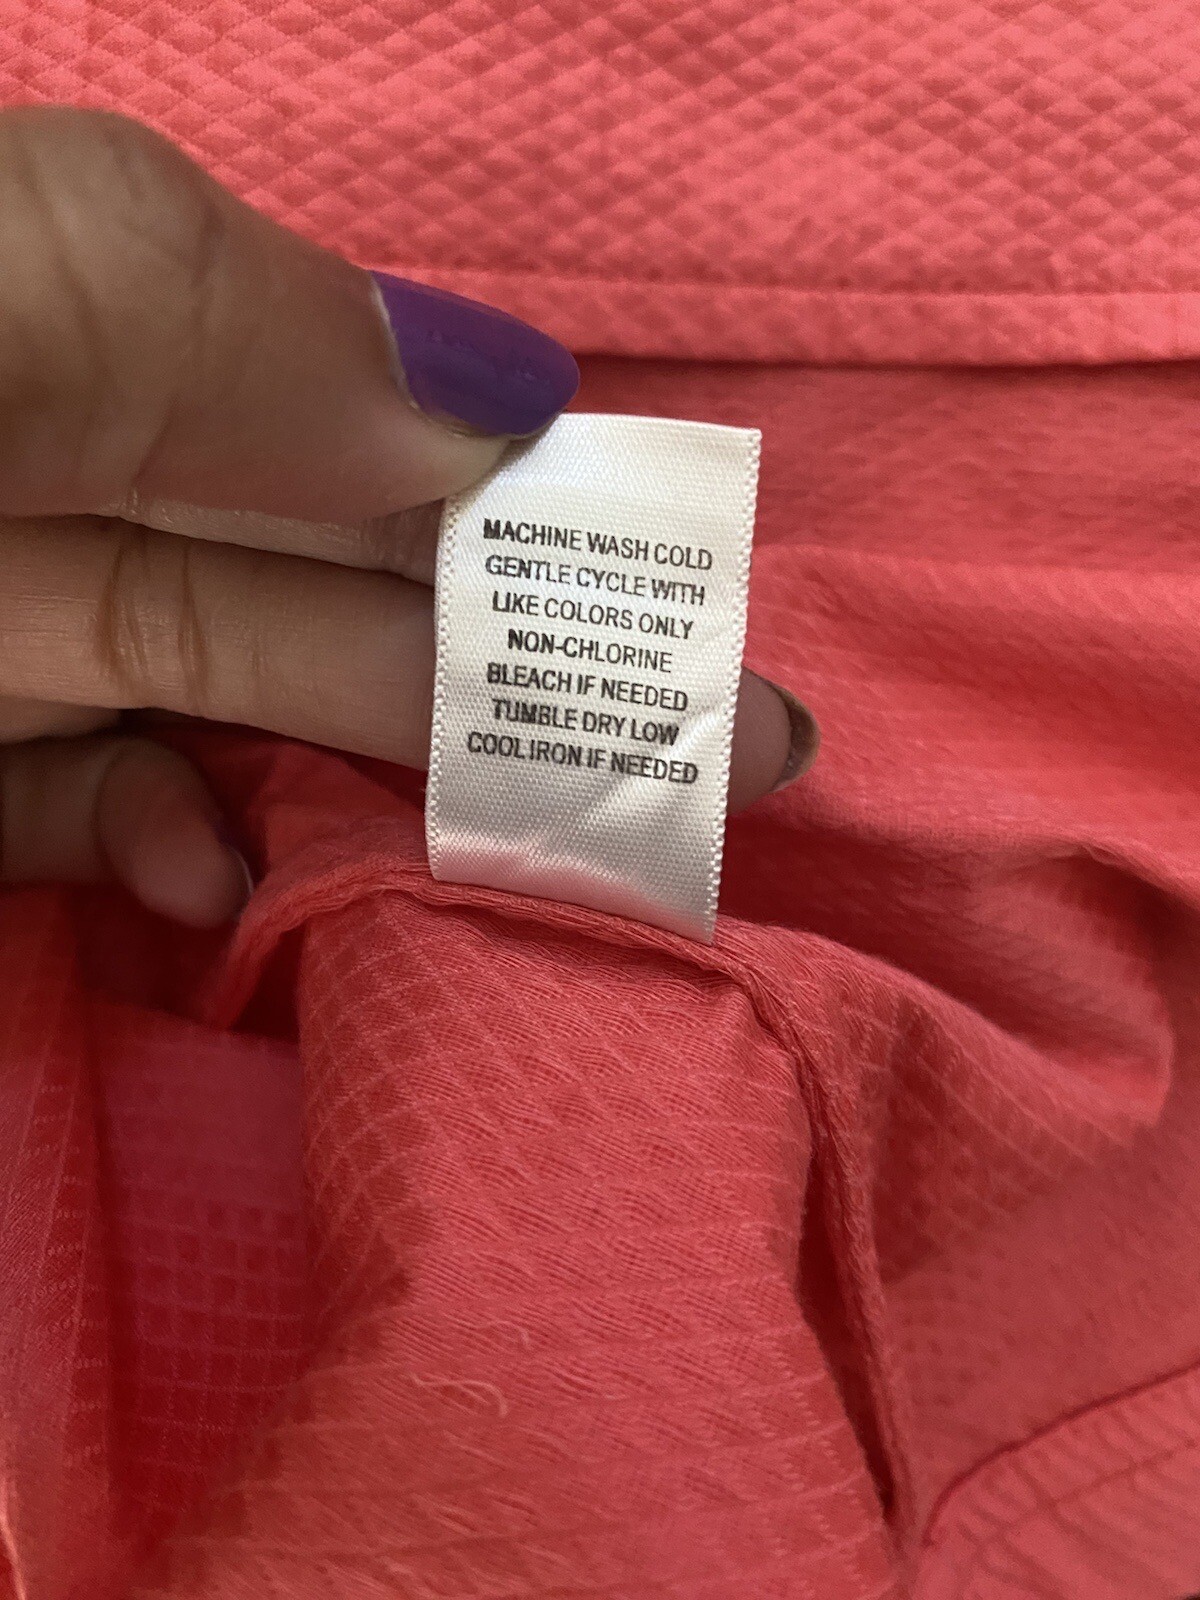 MACHINE WASH COLD
GENTLE CYCLE WITH
LIKE COLORS ONLY
NON-CHLORINE
BLEACH IF NEEDED
TUMBLE DRY LOW
COOL IRON IF NEEDED